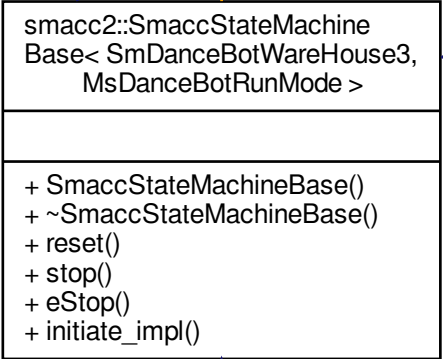 smacc2::SmaccStateMachine
Base< SmDanceBotWareHouse3,
MsDanceBotRunMode >
+ SmaccStateMachineBase()
+ ~SmaccStateMachineBase()
+ reset()
+ stop()
+ eStop()
+ initiate_impl()